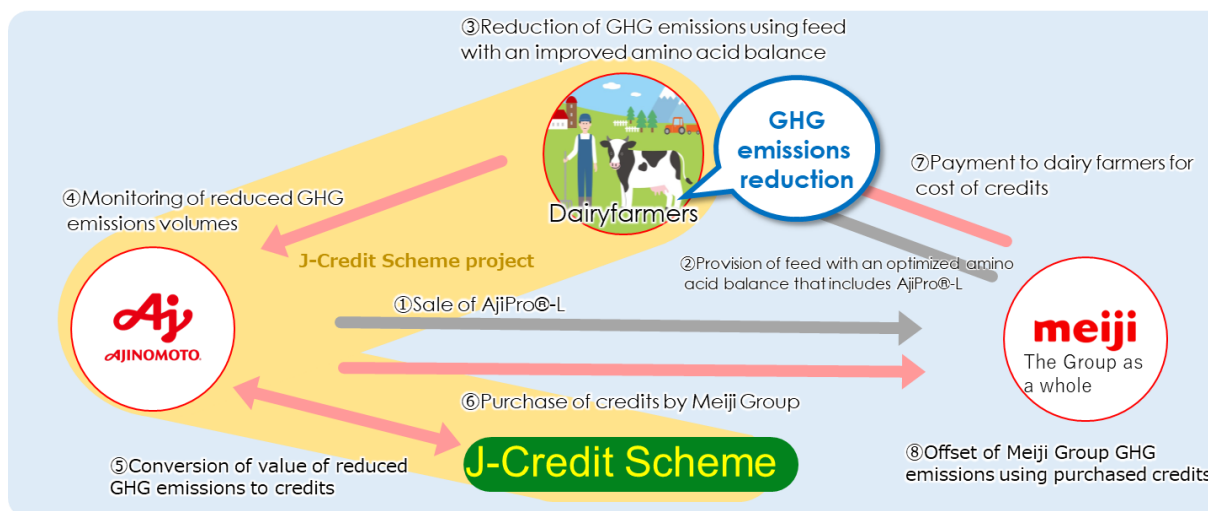 ③Reduction of GHG emissions using feed
with an improved amino acid balance
GHG
emissions
reduction
Dairyfarmers
⑦Payment to dairy farmers for
cost of credits
④Monitoring of reduced GHG
emissions volumes
J-Credit Scheme project
②Provision of feed with an optimized amino
acid balance that includes AjiPro®-L
①Sale of AjiPro®-L
Aj
AJINOMOTO.
meiji
The Group as
a whole
⑥Purchase of credits by Meiji Group
J-Credit Scheme
⑤Conversion of value of reduced
GHG emissions to credits
⑧Offset of Meiji Group GHG
emissions using purchased credits